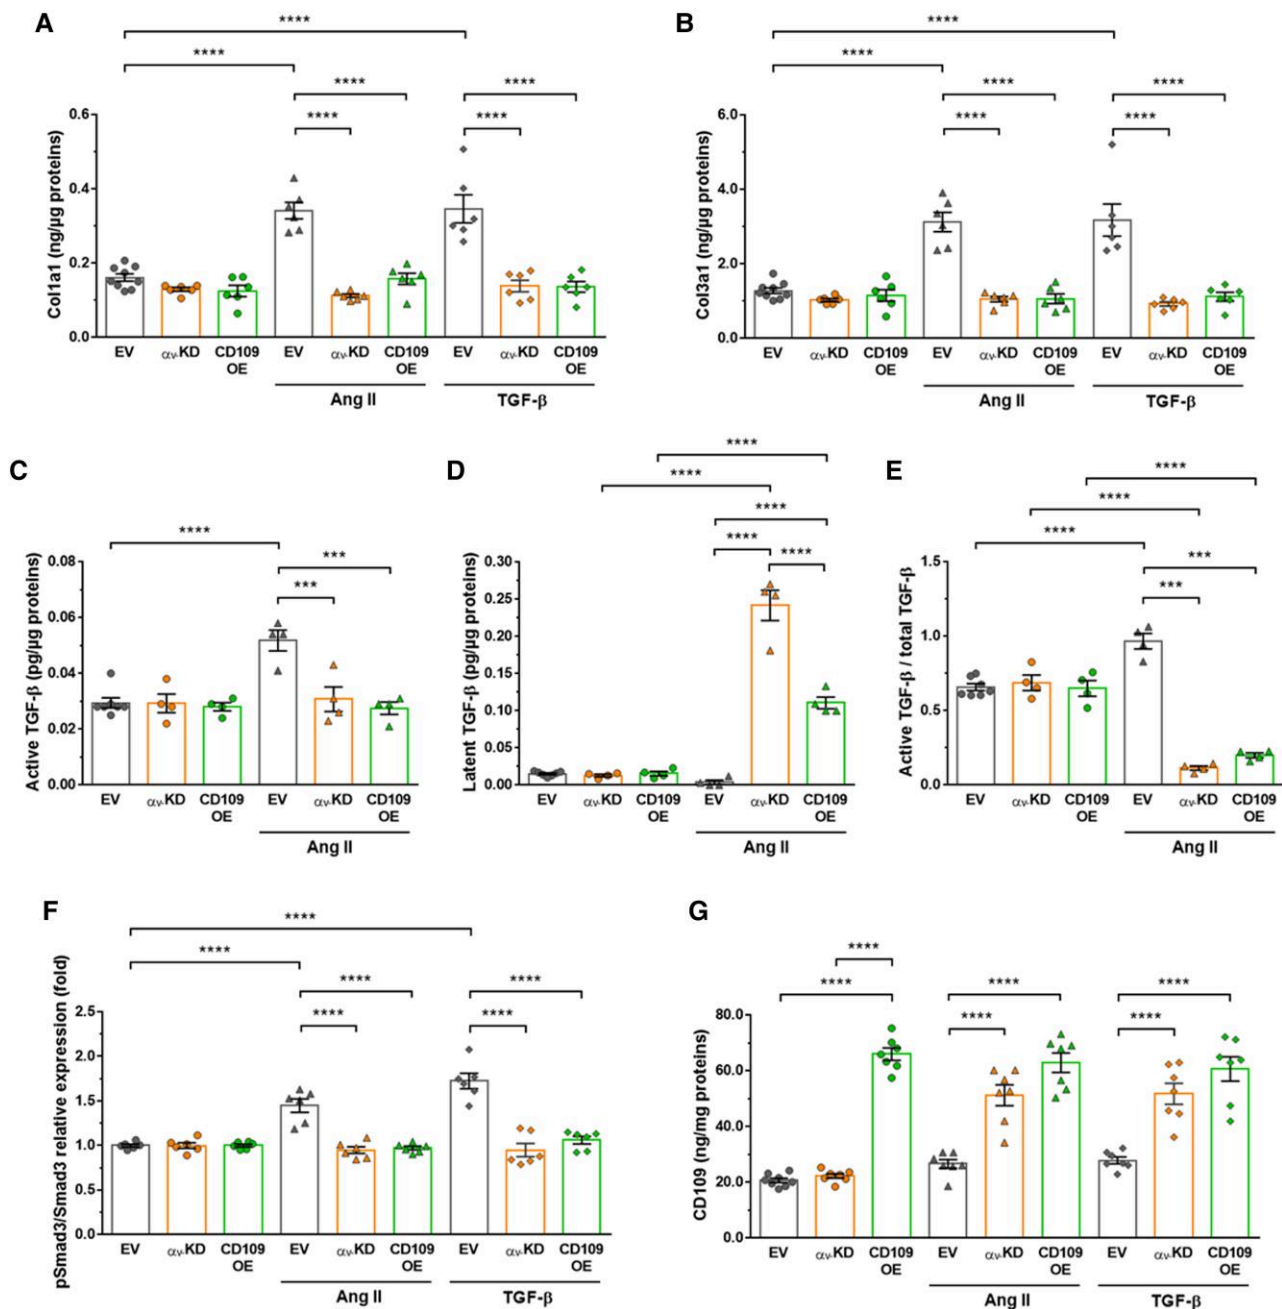 A
****
****
****
****
****
****
Col1a1 (ng/µg proteins)
0.6
0.4
0.2
0.0
EV
αv-KD
CD109 OE
EV
αv-KD
CD109 OE
EV
αv-KD
CD109 OE
Ang II
TGF-β
B
****
****
****
****
****
****
Col3a1 (ng/µg proteins)
6.0
4.0
2.0
0.0
EV
αv-KD
CD109 OE
EV
αv-KD
CD109 OE
EV
αv-KD
CD109 OE
Ang II
TGF-β
C
****
***
***
Active TGF-β (pg/µg proteins)
0.08
0.06
0.04
0.02
0.00
EV
αv-KD
CD109 OE
EV
αv-KD
CD109 OE
Ang II
D
****
****
****
****
****
Latent TGF-β (pg/µg proteins)
0.30
0.25
0.20
0.15
0.10
0.05
0.00
EV
αv-KD
CD109 OE
EV
αv-KD
CD109 OE
Ang II
E
****
****
****
***
***
Active TGF-β / total TGF-β
1.5
1.0
0.5
0.0
EV
αv-KD
CD109 OE
EV
αv-KD
CD109 OE
Ang II
F
****
****
****
****
****
****
pSmad3/Smad3 relative expression (fold)
2.5
2.0
1.5
1.0
0.5
0.0
EV
αv-KD
CD109 OE
EV
αv-KD
CD109 OE
EV
αv-KD
CD109 OE
Ang II
TGF-β
G
****
****
****
****
****
****
CD109 (ng/mg proteins)
80.0
60.0
40.0
20.0
0.0
EV
αv-KD
CD109 OE
EV
αv-KD
CD109 OE
EV
αv-KD
CD109 OE
Ang II
TGF-β